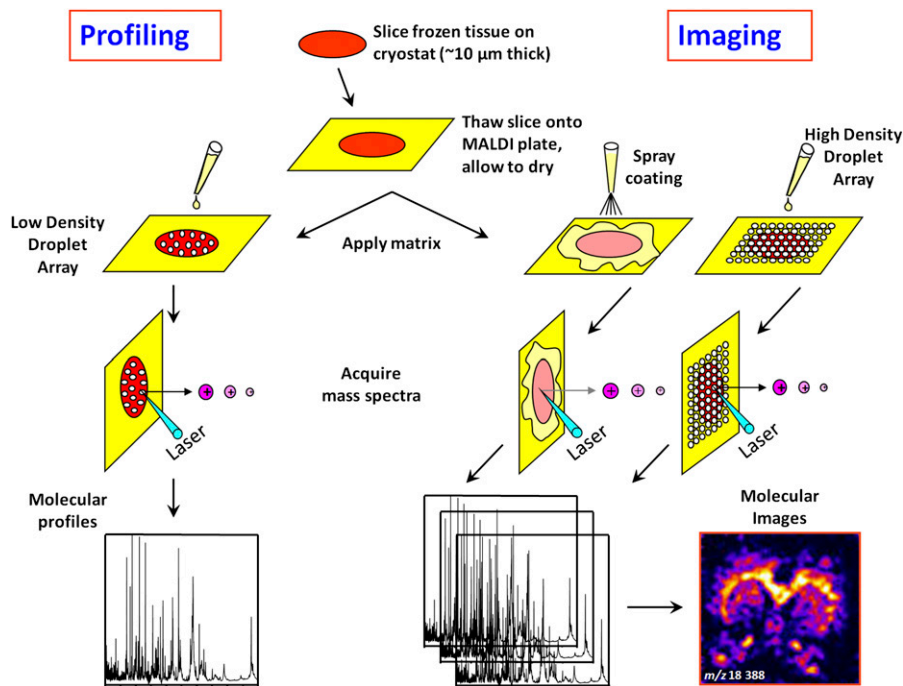 Profiling
Slice frozen tissue on
cryostat (~10 µm thick)
Imaging
Thaw slice onto
MALDI plate,
allow to dry
Spray
coating
High Density
Droplet
Array
Low Density
Droplet
Array
Apply matrix
+ + +
Acquire
mass spectra
+ + +
+ + +
Laser
Laser
Laser
Molecular
profiles
Molecular
Images
m/z 18 388